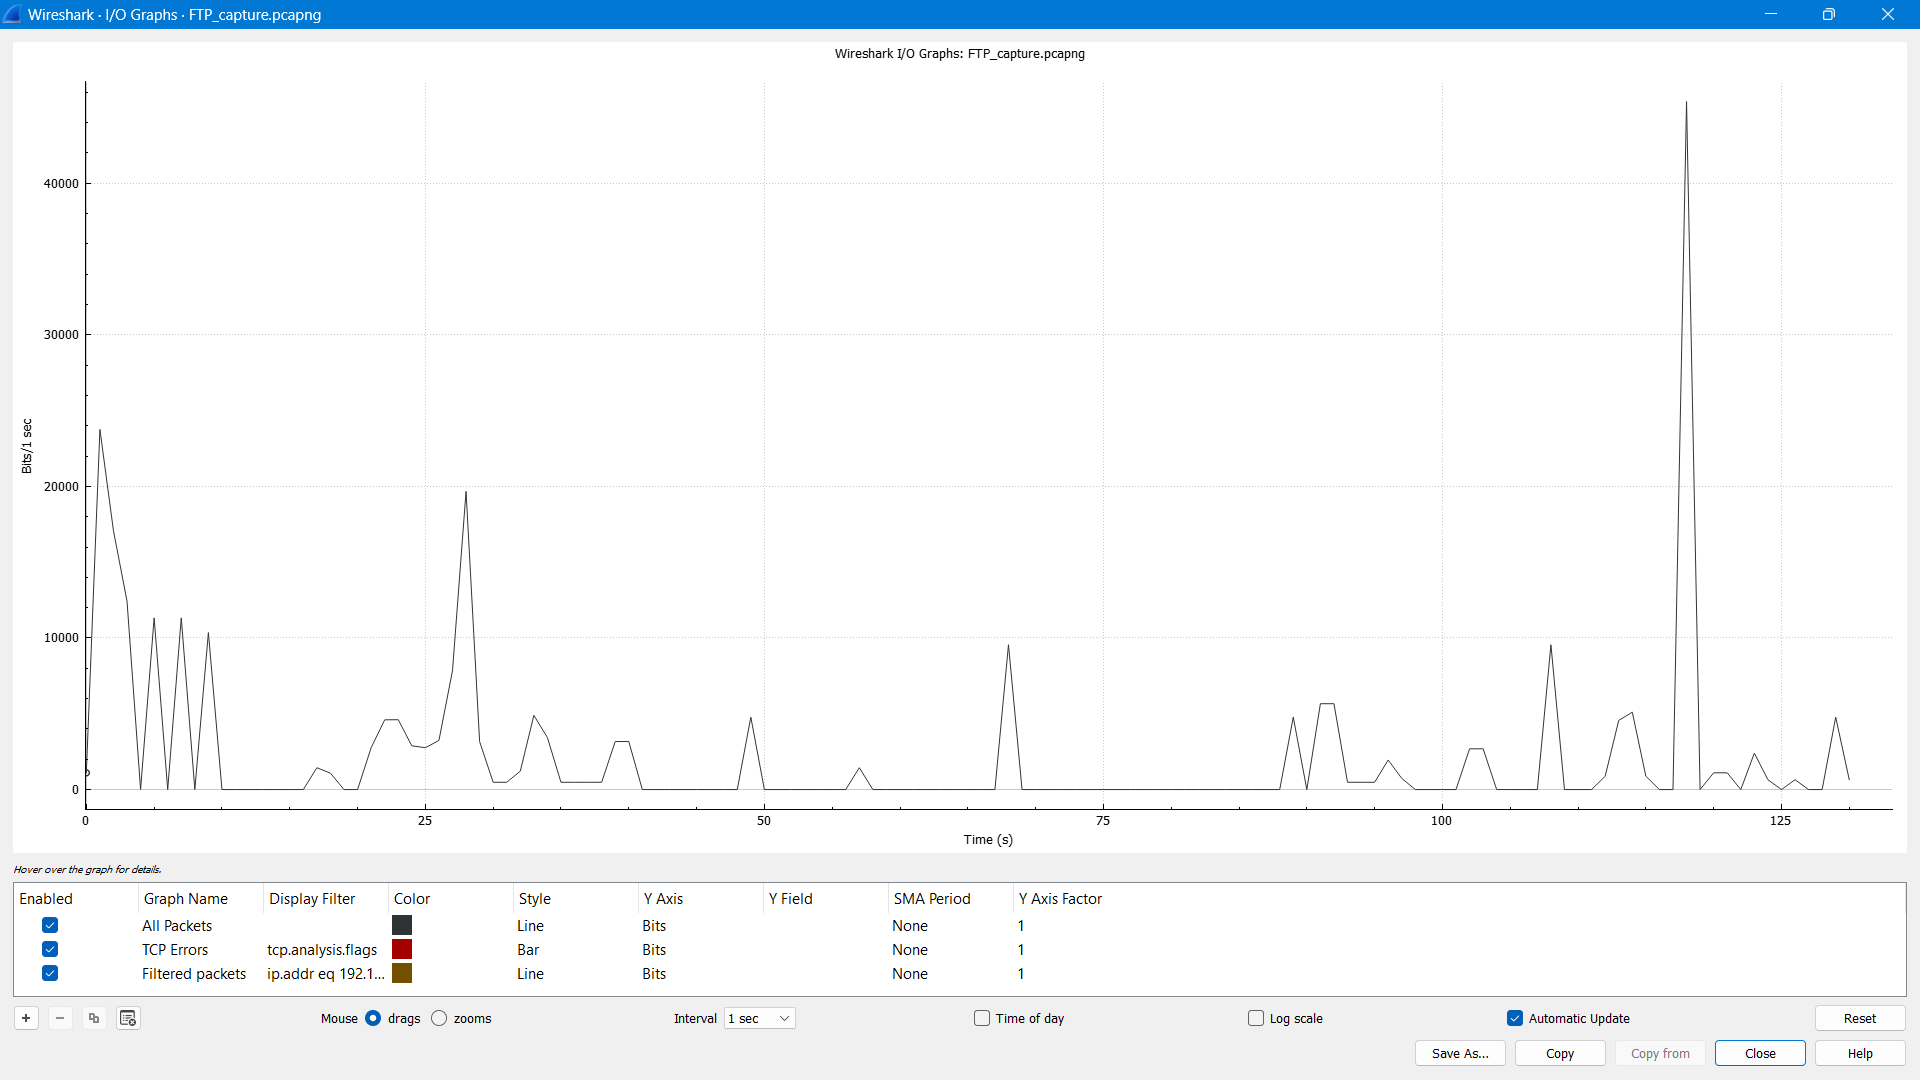 Wireshark · I/O Graphs · FTP_capture.pcapng
Wireshark I/O Graphs: FTP_capture.pcapng
40000
30000
Bits/1 sec
20000
10000
0
0 25 50 75 100 125
Time (s)
Hover over the graph for details.
Enabled Graph Name Display Filter Color Style Y Axis Y Field SMA Period Y Axis Factor
All Packets Line Bits None 1
TCP Errors tcp.analysis.flags Bar Bits None 1
Filtered packets ip.addr eq 192.1... Line Bits None 1
+ − Mouse drags zooms Interval 1 sec Time of day Log scale Automatic Update Reset
Save As... Copy Copy from Close Help